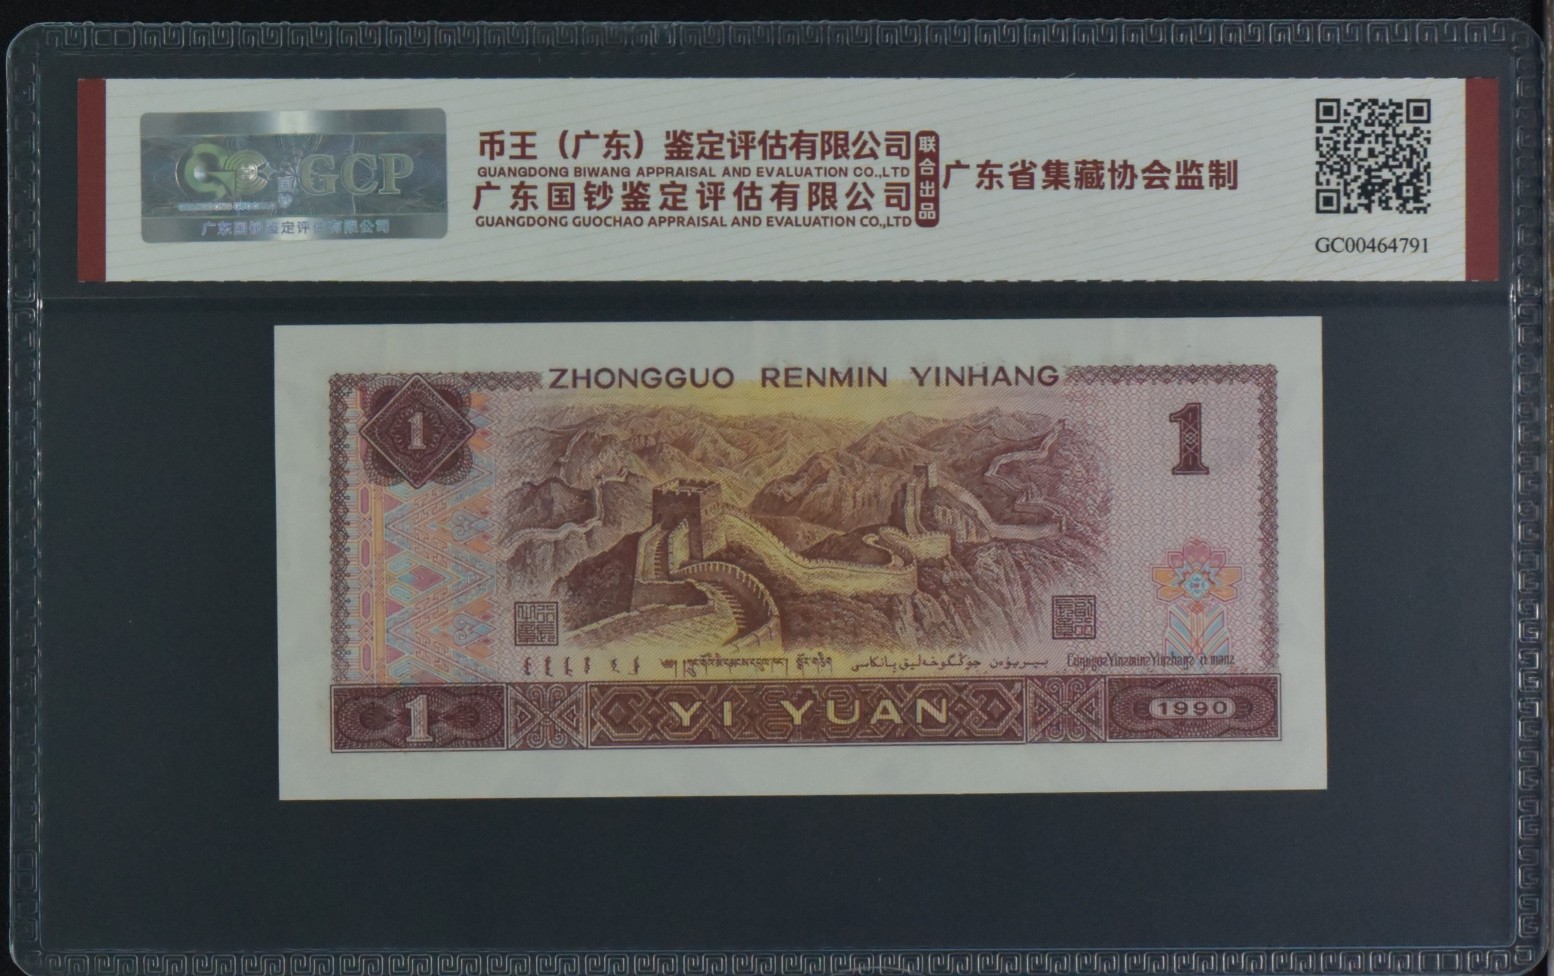 GCP
广东国钞鉴定评估有限公司
币王（广东）鉴定评估有限公司
GUANGDONG BIWANG APPRAISAL AND EVALUATION CO.,LTD
广东国钞鉴定评估有限公司
GUANGDONG GUOCHAO APPRAISAL AND EVALUATION CO.,LTD
联合出品
广东省集藏协会监制
GC00464791
ZHONGGUO RENMIN YINHANG
1
1
1
YI YUAN
1990